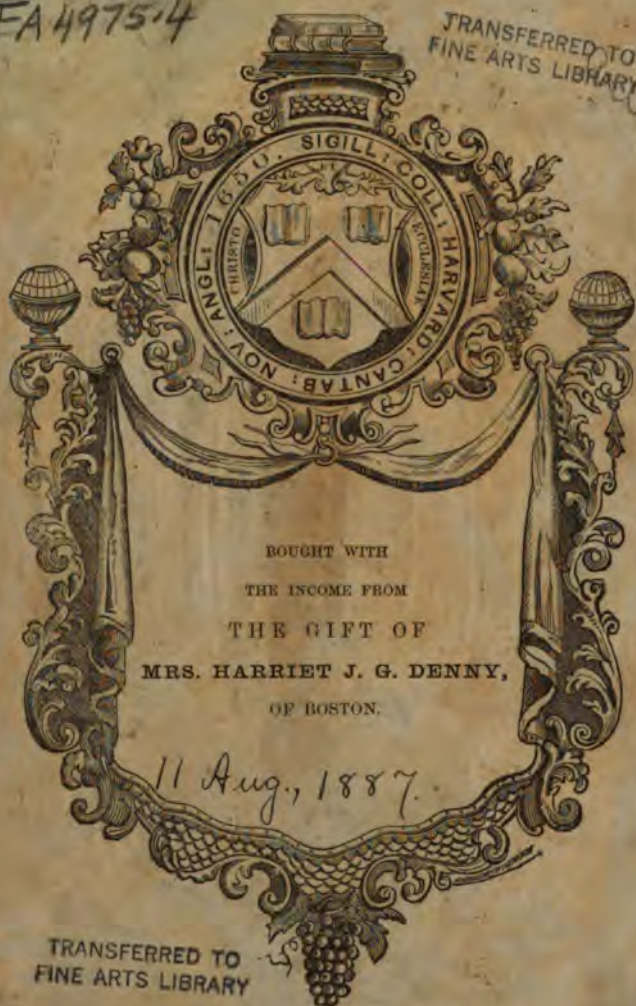 FA 4975.4
TRANSFERRED TO
FINE ARTS LIBRARY
SIGILL: COLL: HARVARD: CANTAB: NOV: ANGL: 1650.
CHRISTO
ET
ECCLESIAE
BOUGHT WITH
THE INCOME FROM
THE GIFT OF
MRS. HARRIET J. G. DENNY,
OF BOSTON.
11 Aug., 1887.
TRANSFERRED TO
FINE ARTS LIBRARY